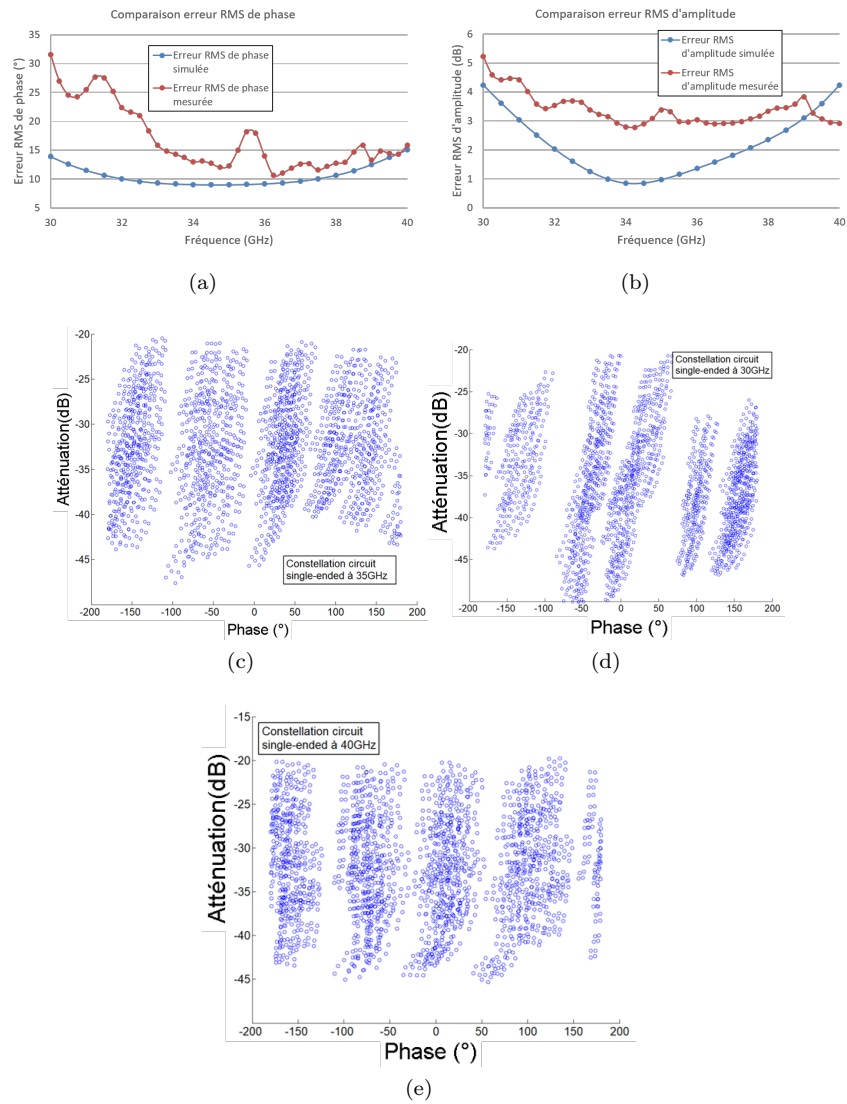 Comparaison erreur RMS de phase
35
30
25
20
15
10
5
Erreur RMS de phase (°)
Erreur RMS de phase
simulée
Erreur RMS de phase
mesurée
30 32 34 36 38 40
Fréquence (GHz)
(a)
Comparaison erreur RMS d'amplitude
6
5
4
3
2
1
0
Erreur RMS d'amplitude (dB)
Erreur RMS
d'amplitude simulée
Erreur RMS
d'amplitude mesurée
30 32 34 36 38 40
Fréquence (GHz)
(b)
-20
-25
-30
-35
-40
-45
Atténuation(dB)
Constellation circuit
single-ended à 35GHz
-200 -150 -100 -50 0 50 100 150 200
Phase (°)
(c)
-20
-25
-30
-35
-40
-45
-50
Atténuation(dB)
Constellation circuit
single-ended à 30GHz
-200 -150 -100 -50 0 50 100 150 200
Phase (°)
(d)
-15
-20
-25
-30
-35
-40
-45
Atténuation(dB)
Constellation circuit
single-ended à 40GHz
-200 -150 -100 -50 0 50 100 150 200
Phase (°)
(e)